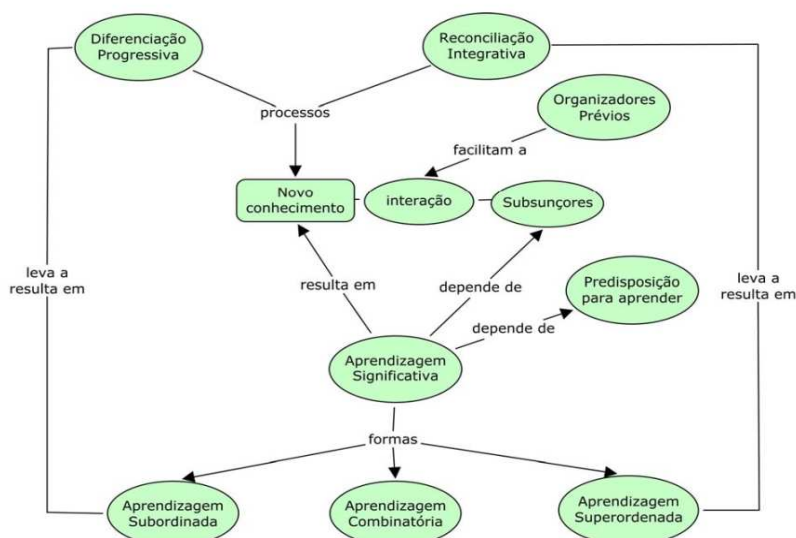 Diferenciação
Progressiva
Reconciliação
Integrativa
Organizadores
Prévios
processos
facilitam a
Novo
conhecimento
interação
Subsunçores
leva a
resulta em
resulta em
depende de
Predisposição
para aprender
leva a
resulta em
depende de
Aprendizagem
Significativa
formas
Aprendizagem
Subordinada
Aprendizagem
Combinatória
Aprendizagem
Superordenada